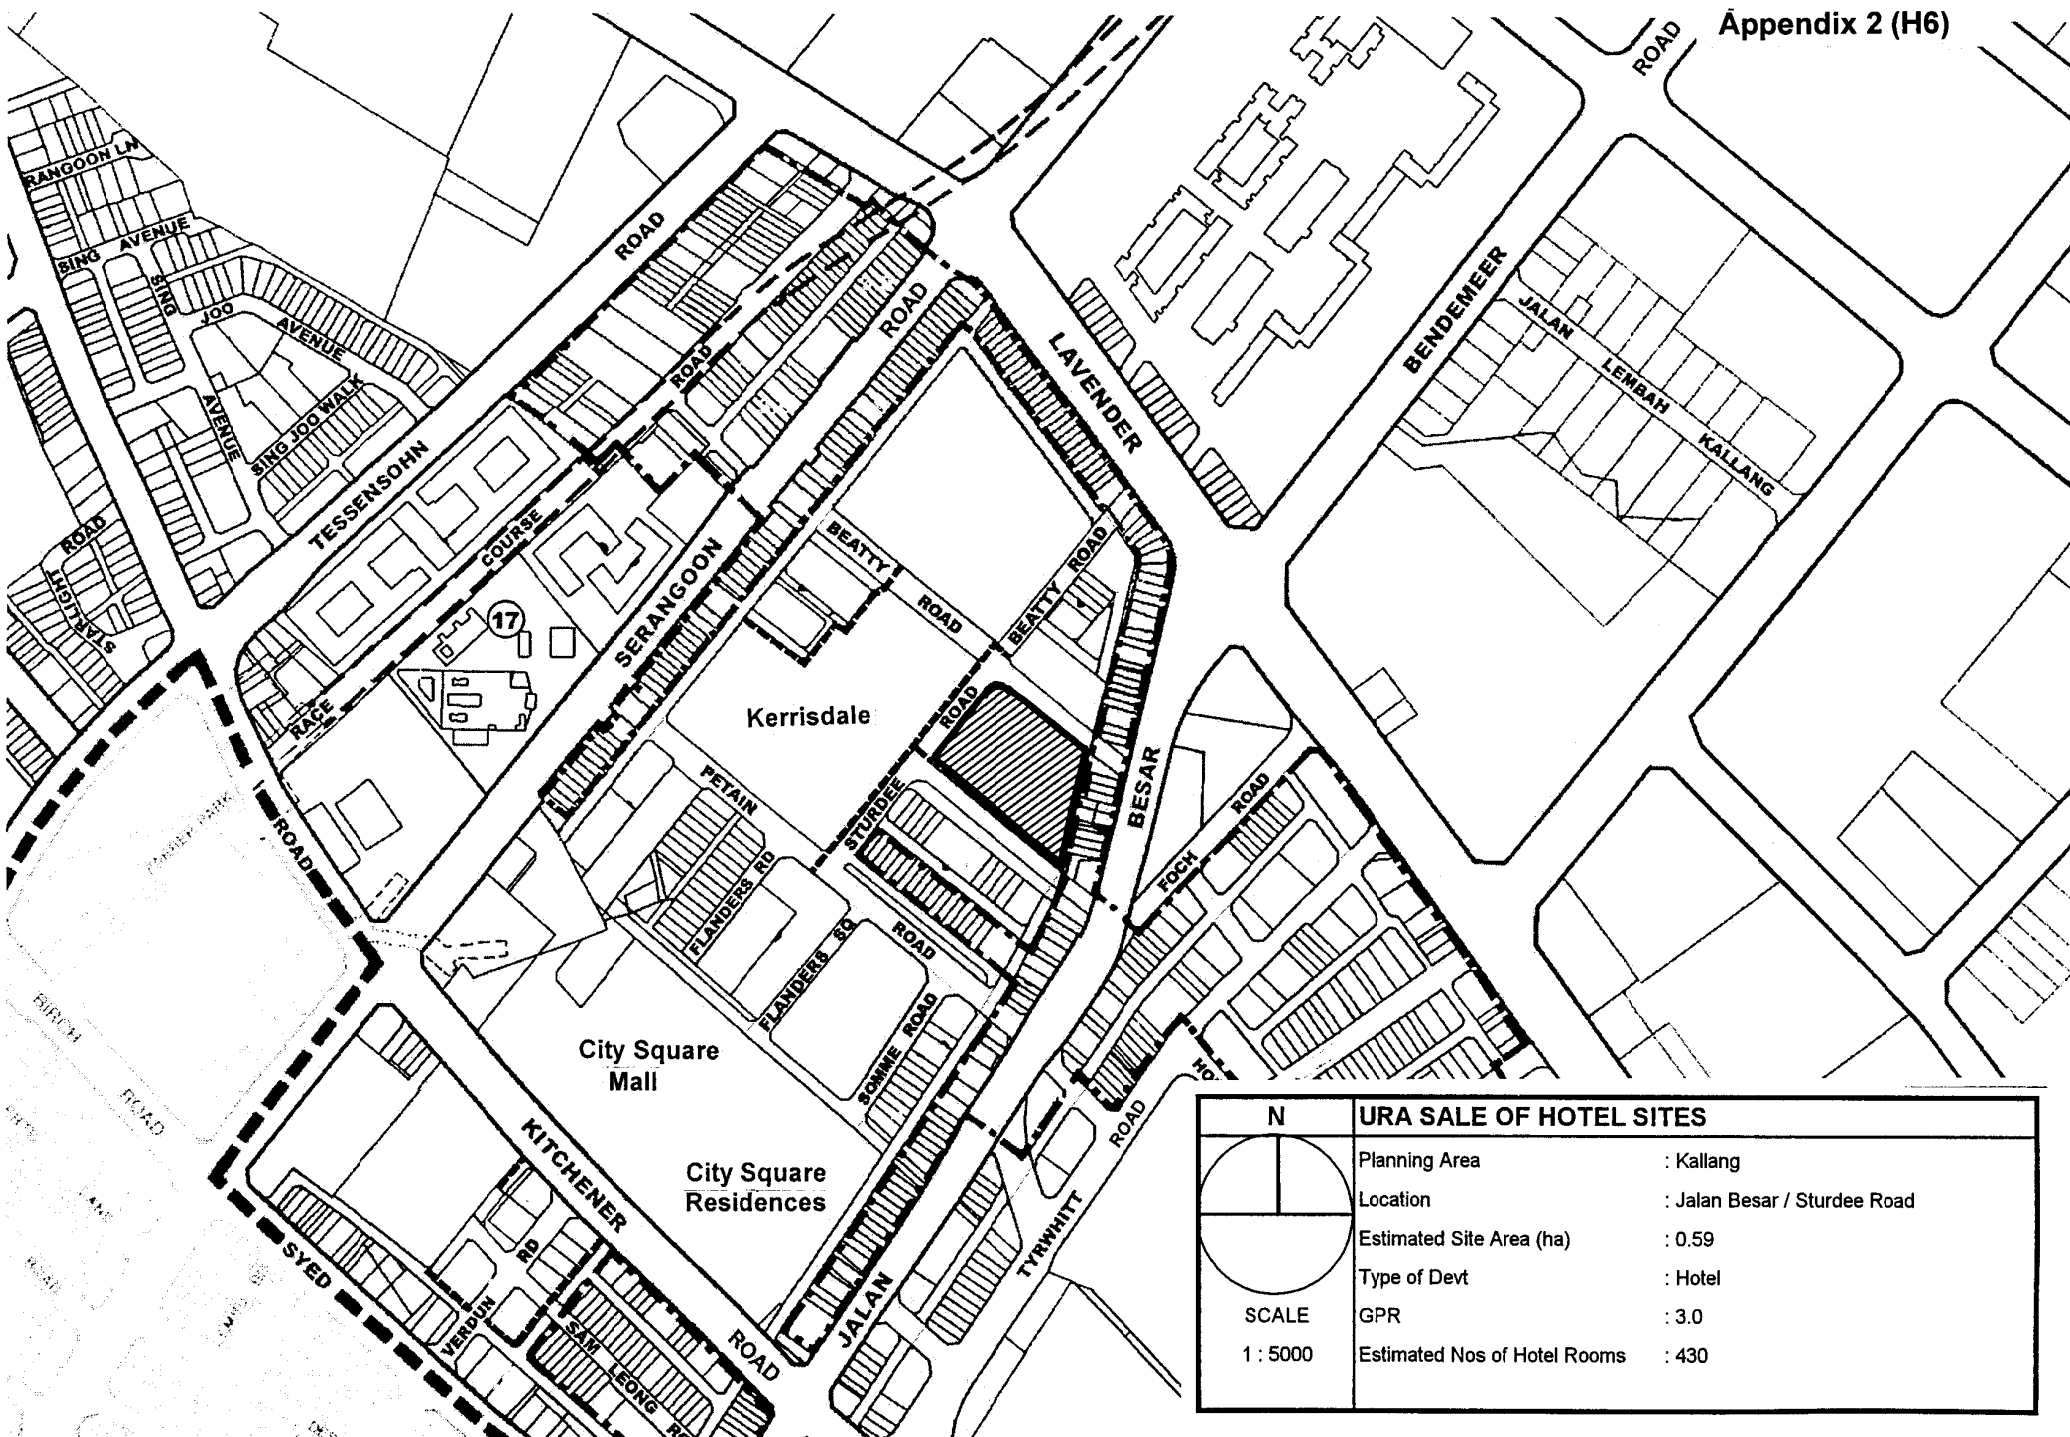 Appendix 2 (H6)
ROAD
RANGOON LN
SING AVENUE
SING
JOO
AVENUE
AVENUE
SING JOO WALK
ROAD
STARLIGHT
TESSENSOHN
ROAD
RACE
COURSE
ROAD
17
SERANGOON
ROAD
LAVENDER
BENDEMEER
JALAN
LEMBAH
KALLANG
BEATTY
ROAD
BEATTY ROAD
Kerrisdale
STURDEE
ROAD
PETAIN
ROAD
FLANDERS RD
FLANDERS SQ
SOMME ROAD
BESAR
JALAN
FOCH
ROAD
TYRWHITT
ROAD
ROAD
BIRCH
ROAD
City Square
Mall
City Square
Residences
KITCHENER
ROAD
SYED
VERDUN
RD
SAM
LEONG
N
URA SALE OF HOTEL SITES
Planning Area : Kallang
Location : Jalan Besar / Sturdee Road
Estimated Site Area (ha) : 0.59
Type of Devt : Hotel
SCALE
GPR : 3.0
1 : 5000
Estimated Nos of Hotel Rooms : 430